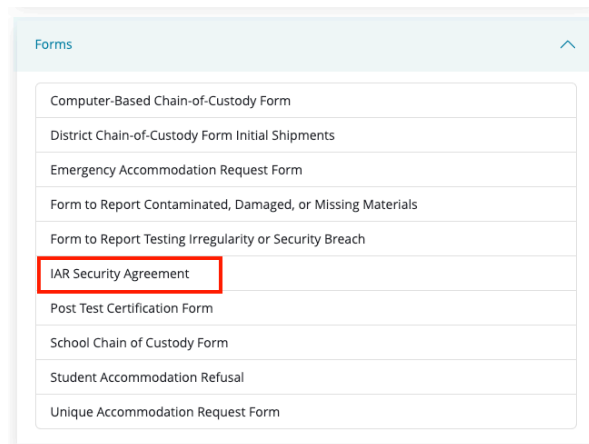 Forms
Computer-Based Chain-of-Custody Form
District Chain-of-Custody Form Initial Shipments
Emergency Accommodation Request Form
Form to Report Contaminated, Damaged, or Missing Materials
Form to Report Testing Irregularity or Security Breach
IAR Security Agreement
Post Test Certification Form
School Chain of Custody Form
Student Accommodation Refusal
Unique Accommodation Request Form